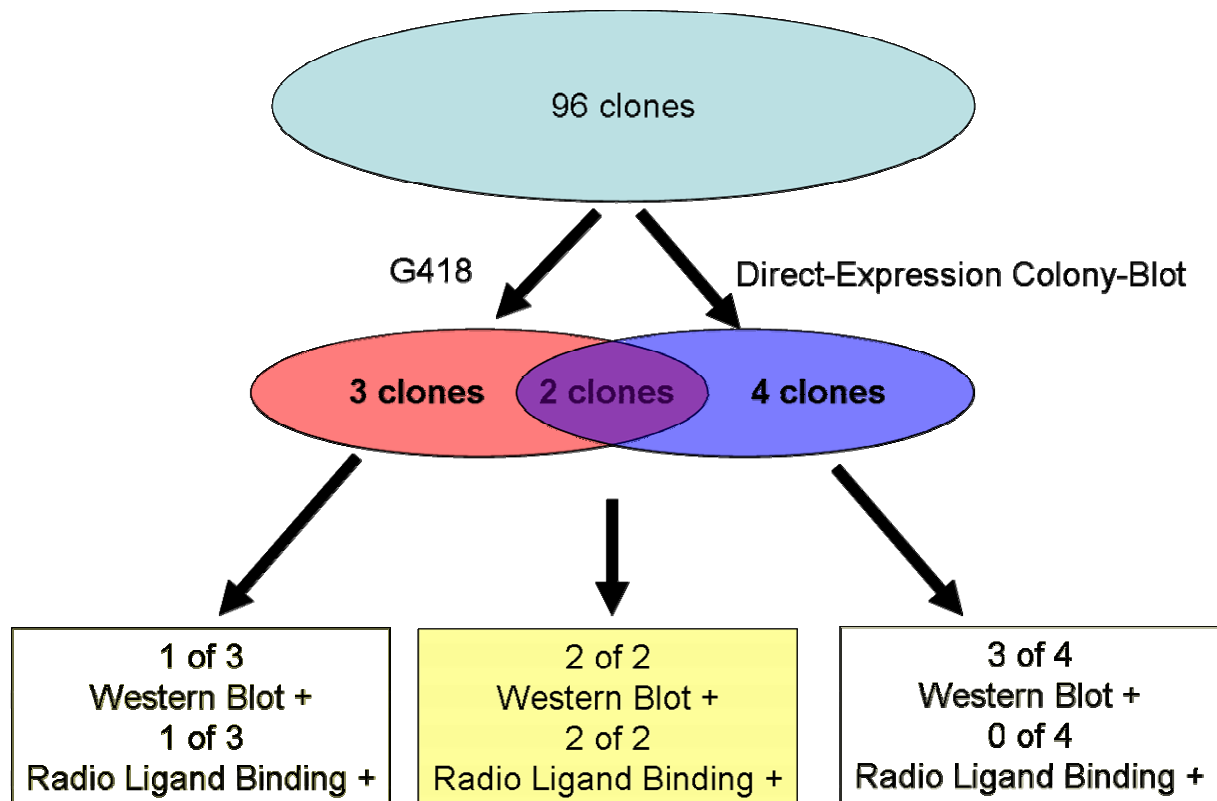 96 clones
G418
Direct-Expression Colony-Blot
3 clones
2 clones
4 clones
1 of 3
Western Blot +
1 of 3
Radio Ligand Binding +
2 of 2
Western Blot +
2 of 2
Radio Ligand Binding +
3 of 4
Western Blot +
0 of 4
Radio Ligand Binding +